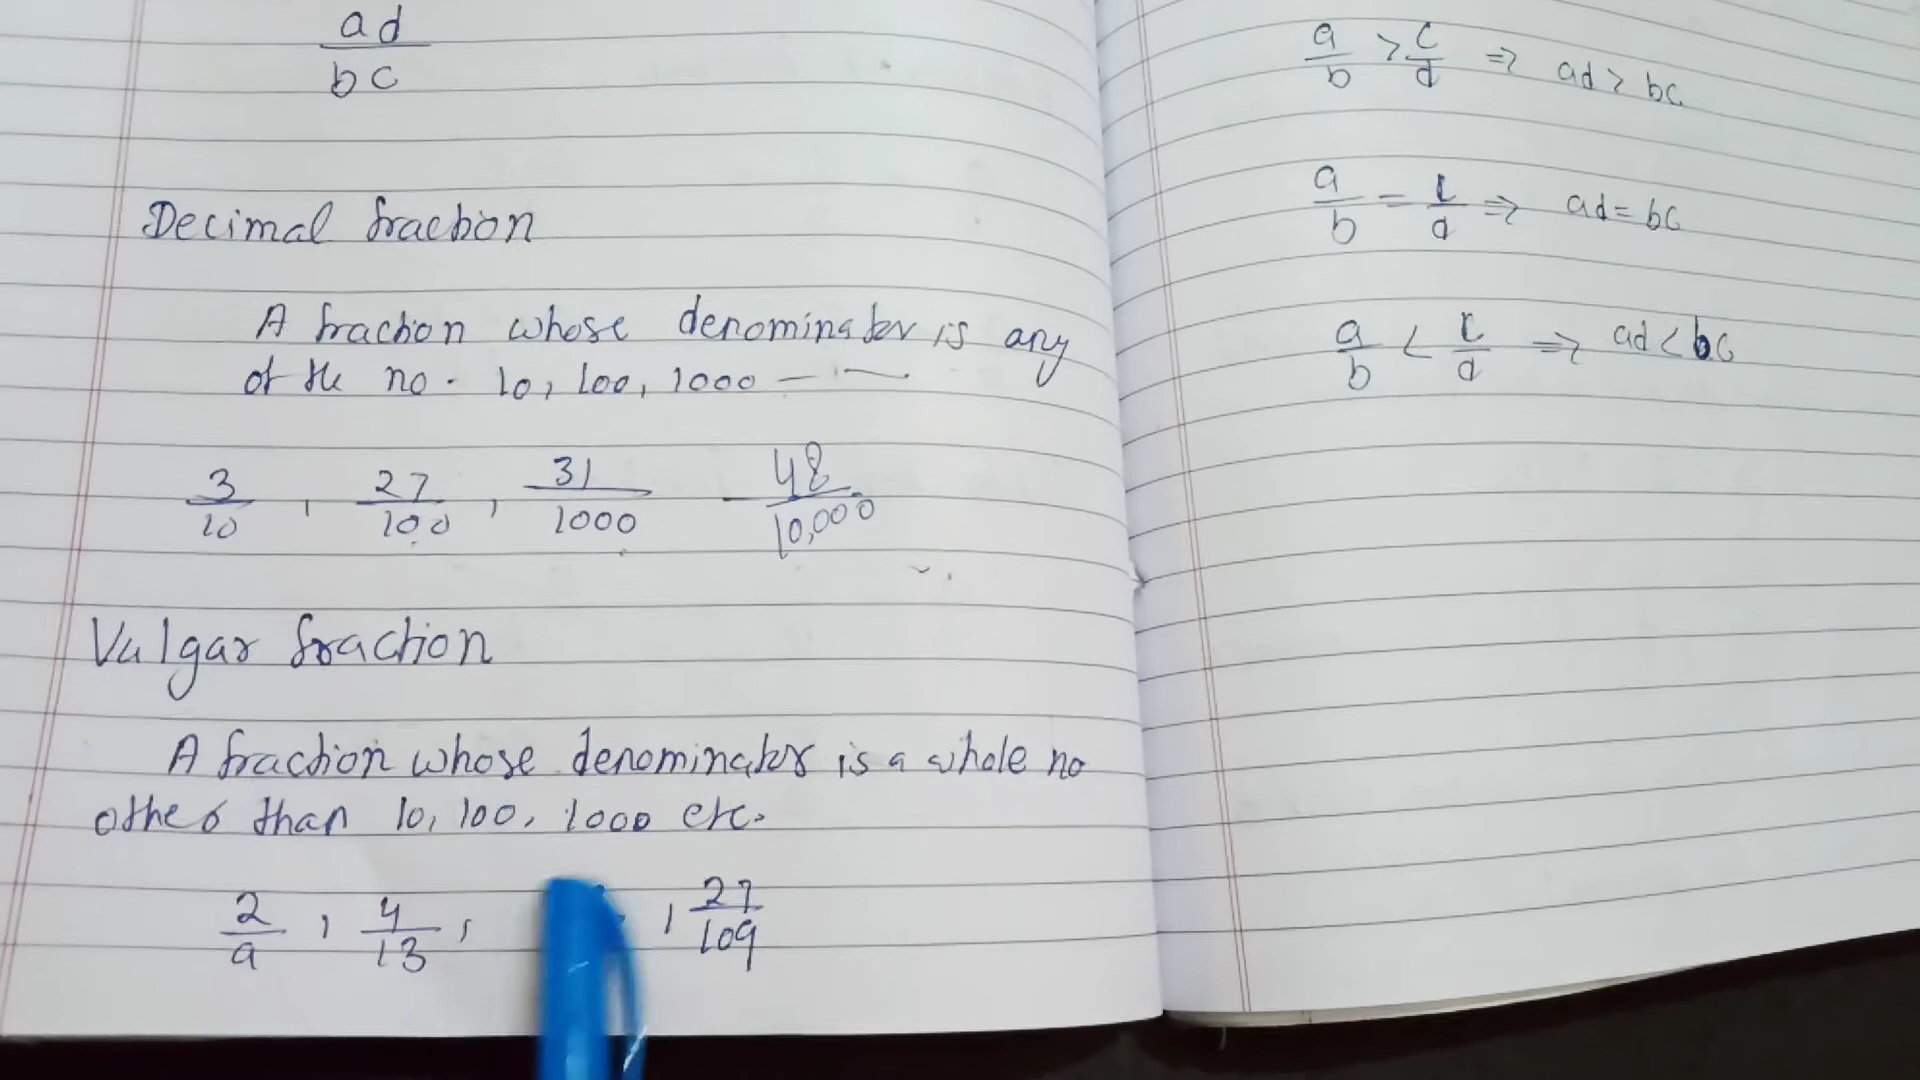 ad
bc
Decimal fraction
A fraction whose denominator is any
of the no. 10, 100, 1000 - - -
3/10 , 27/100 , 31/1000 48/10,000
Vulgar fraction
A fraction whose denominator is a whole no
other than 10, 100, 1000 etc.
2/9 , 4/13 , , 27/109
a/b > c/d ⇒ ad > bc
a/b = c/d ⇒ ad = bc
a/b < c/d ⇒ ad < bc